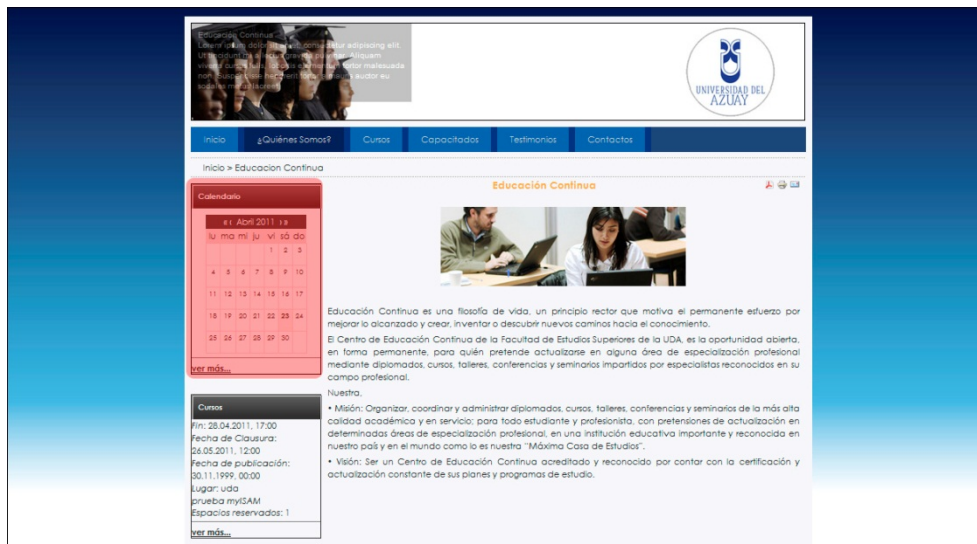 Educación Continua
Lorem ipsum dolor sit amet, consectetur adipiscing elit.
non. Suspendisse hendrerit tortor
UNIVERSIDAD DEL
AZUAY
Inicio ¿Quiénes Somos? Cursos Capacitados Testimonios Contactos
Inicio > Educacion Continua
Calendario
« ‹ Abril 2011 › »
lu ma mi ju vi sá do
1 2 3
4 5 6 7 8 9 10
11 12 13 14 15 16 17
18 19 20 21 22 23 24
25 26 27 28 29 30
ver más...
Cursos
Fin: 28.04.2011, 17:00
Fecha de Clausura:
26.05.2011, 12:00
Fecha de publicación:
30.11.1999, 00:00
Lugar: uda
prueba myISAM
Espacios reservados: 1
ver más...
Educación Continua
Educación Continua es una filosofía de vida, un principio rector que motiva el permanente esfuerzo por
mejorar lo alcanzado y crear, inventar o descubrir nuevos caminos hacia el conocimiento.
El Centro de Educación Continua de la Facultad de Estudios Superiores de la UDA, es la oportunidad abierta,
en forma permanente, para quién pretende actualizarse en alguna área de especialización profesional
mediante diplomados, cursos, talleres, conferencias y seminarios impartidos por especialistas reconocidos en su
campo profesional.
Nuestra,
• Misión: Organizar, coordinar y administrar diplomados, cursos, talleres, conferencias y seminarios de la más alta
calidad académica y en servicio; para todo estudiante y profesionista, con pretensiones de actualización en
determinadas áreas de especialización profesional, en una institución educativa importante y reconocida en
nuestro país y en el mundo como lo es nuestra "Máxima Casa de Estudios".
• Visión: Ser un Centro de Educación Continua acreditado y reconocido por contar con la certificación y
actualización constante de sus planes y programas de estudio.